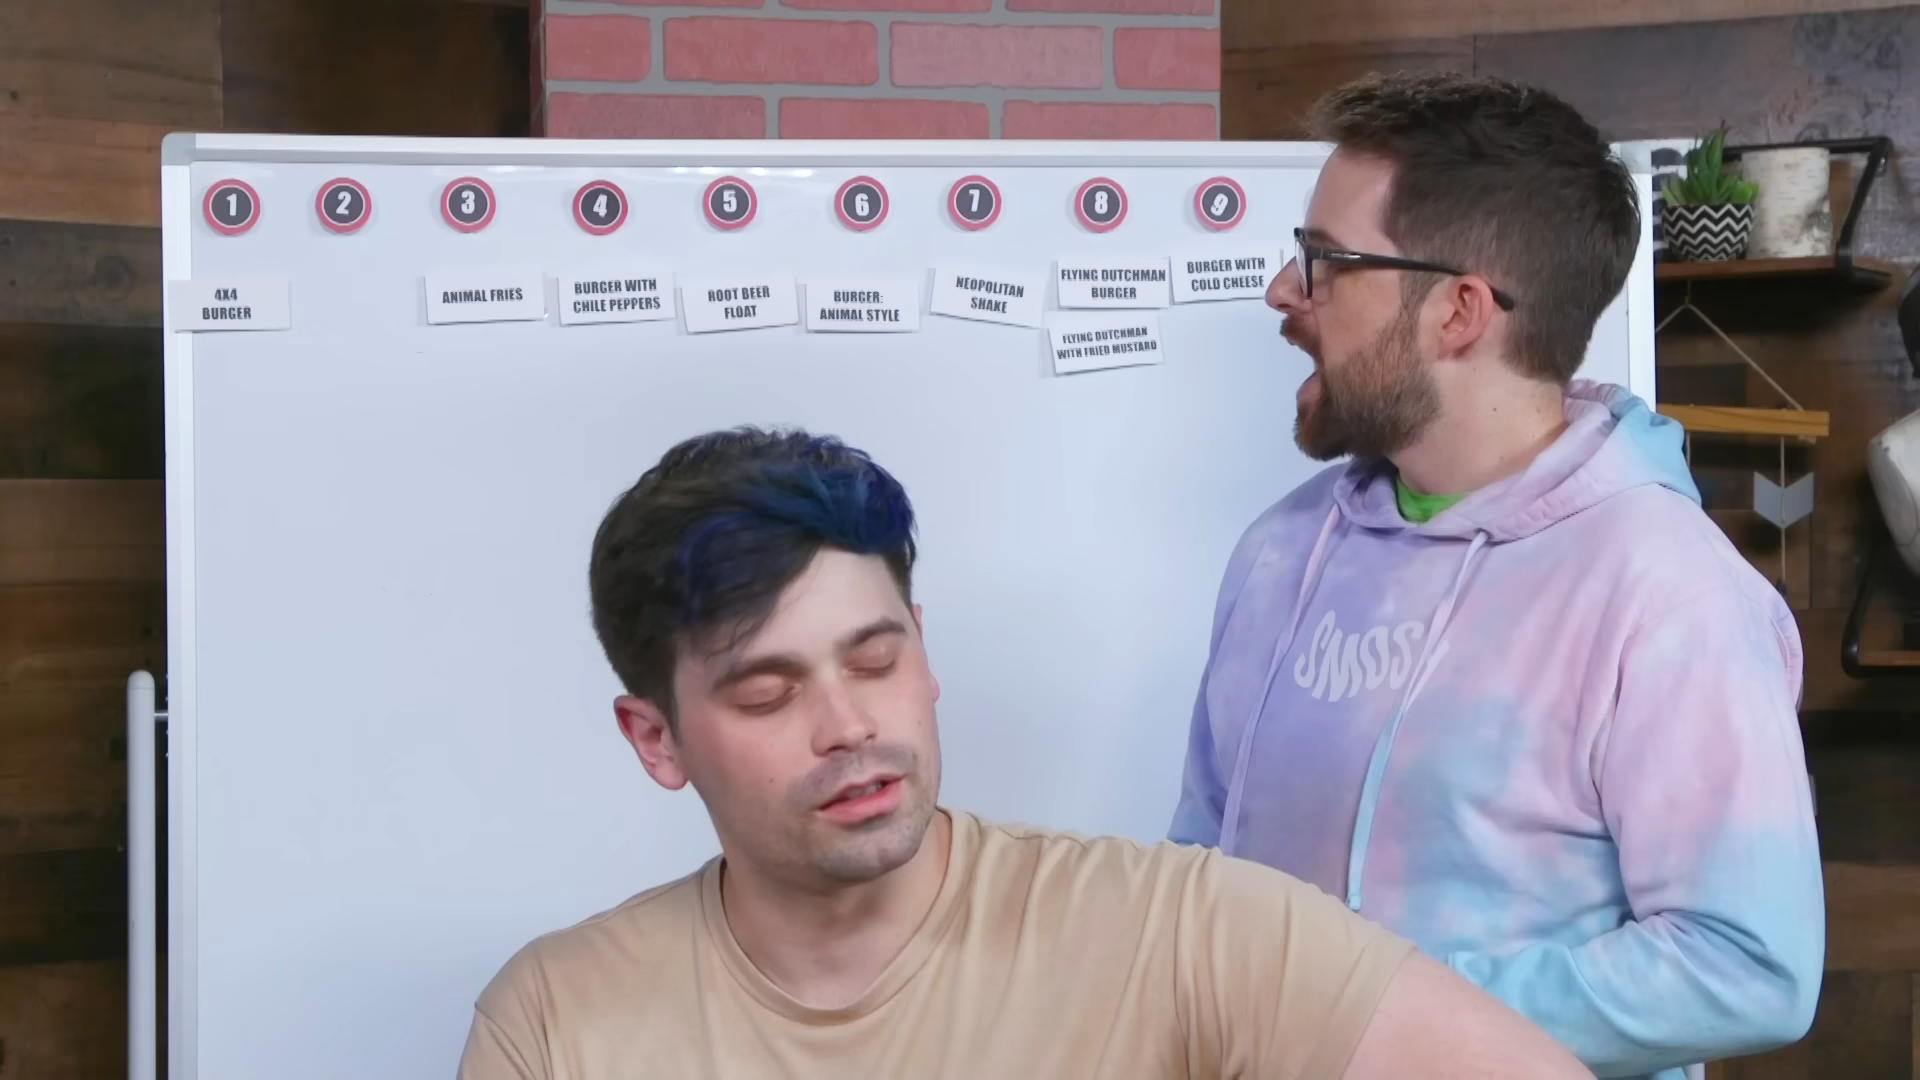 1 2 3 4 5 6 7 8 9
4X4
BURGER
ANIMAL FRIES
BURGER WITH
CHILE PEPPERS
ROOT BEER
FLOAT
BURGER:
ANIMAL STYLE
NEOPOLITAN
SHAKE
FLYING DUTCHMAN
BURGER
FLYING DUTCHMAN
WITH FRIED MUSTARD
BURGER WITH
COLD CHEESE
SMOSH